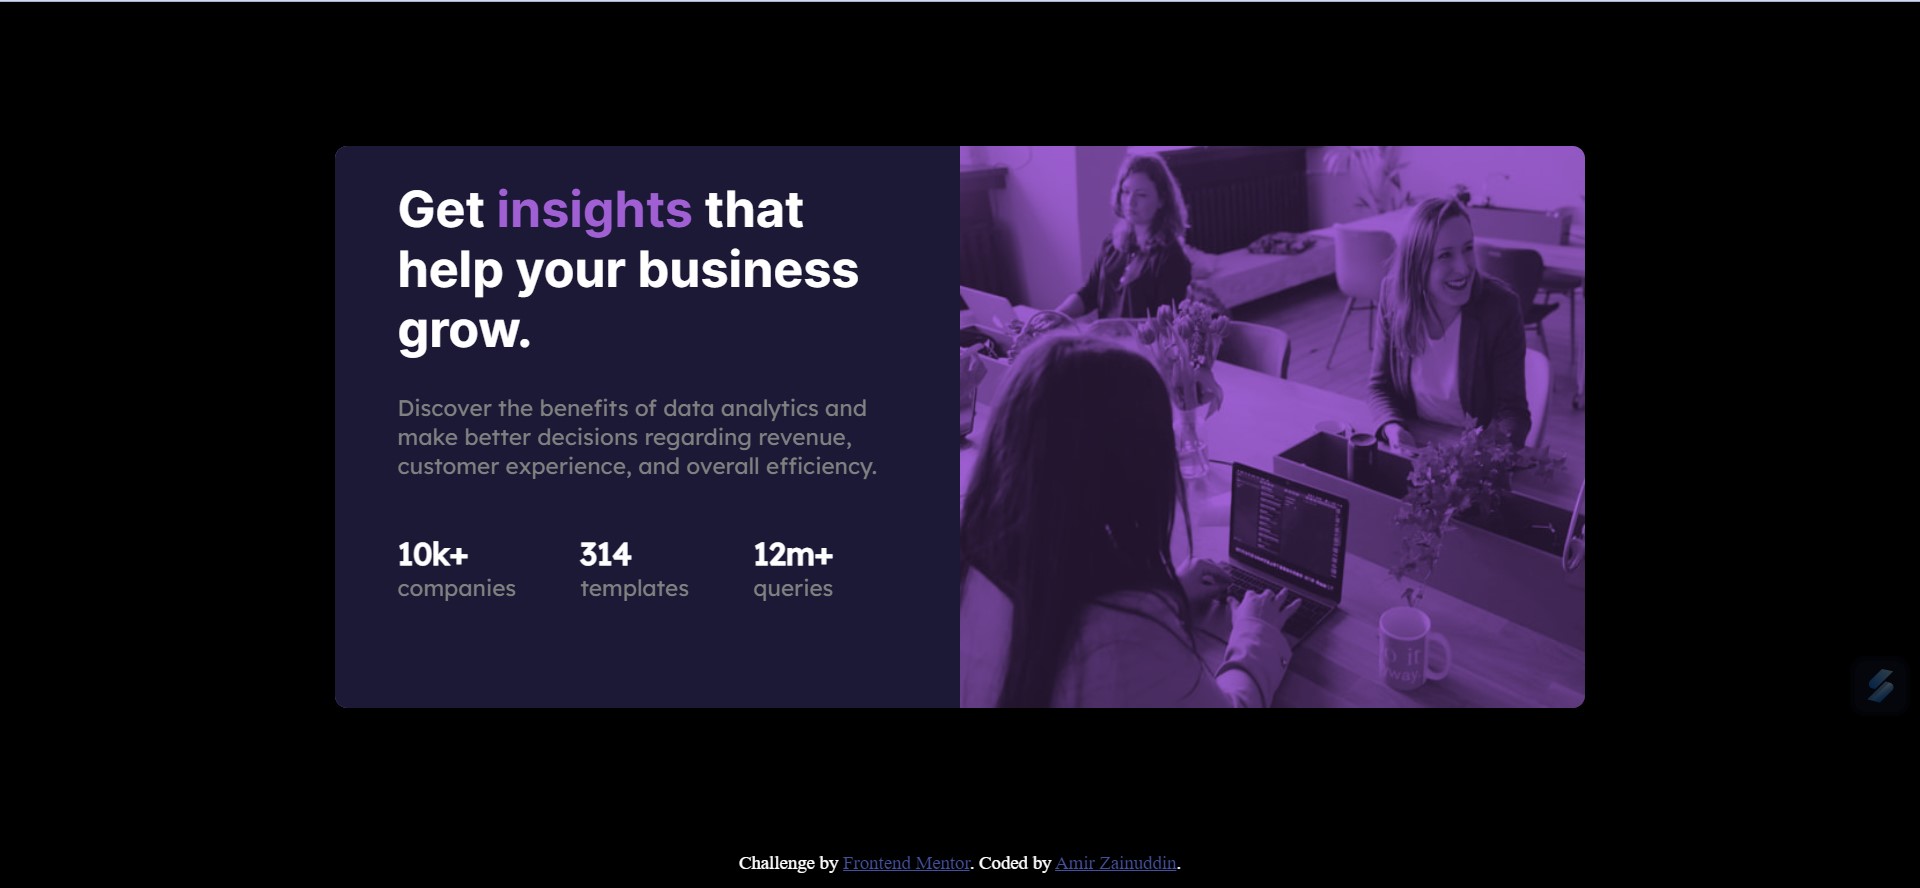 Get insights that
help your business
grow.
Discover the benefits of data analytics and
make better decisions regarding revenue,
customer experience, and overall efficiency.
10k+ 314 12m+
companies templates queries
Challenge by Frontend Mentor. Coded by Amir Zainuddin.